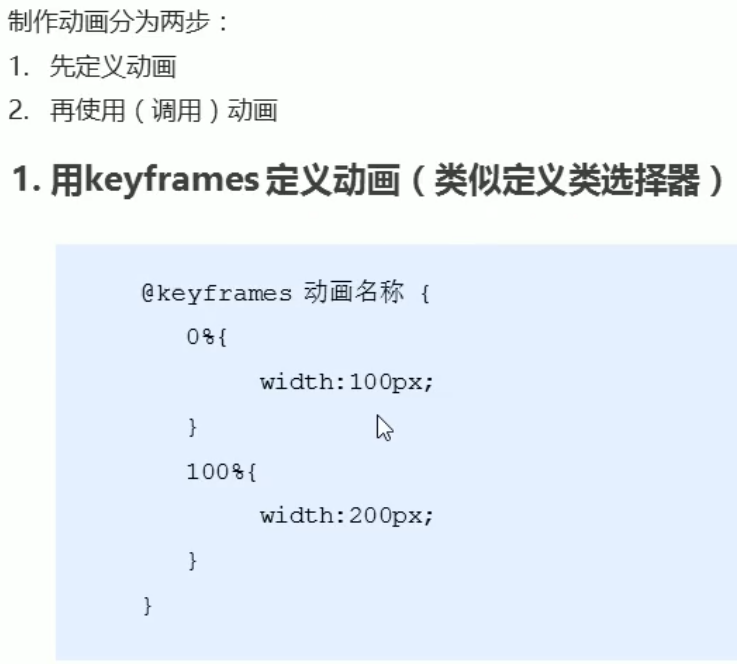 制作动画分为两步：
1. 先定义动画
2. 再使用（调用）动画
1. 用keyframes 定义动画（类似定义类选择器）
@keyframes 动画名称 {
0%{
width:100px;
}
100%{
width:200px;
}
}